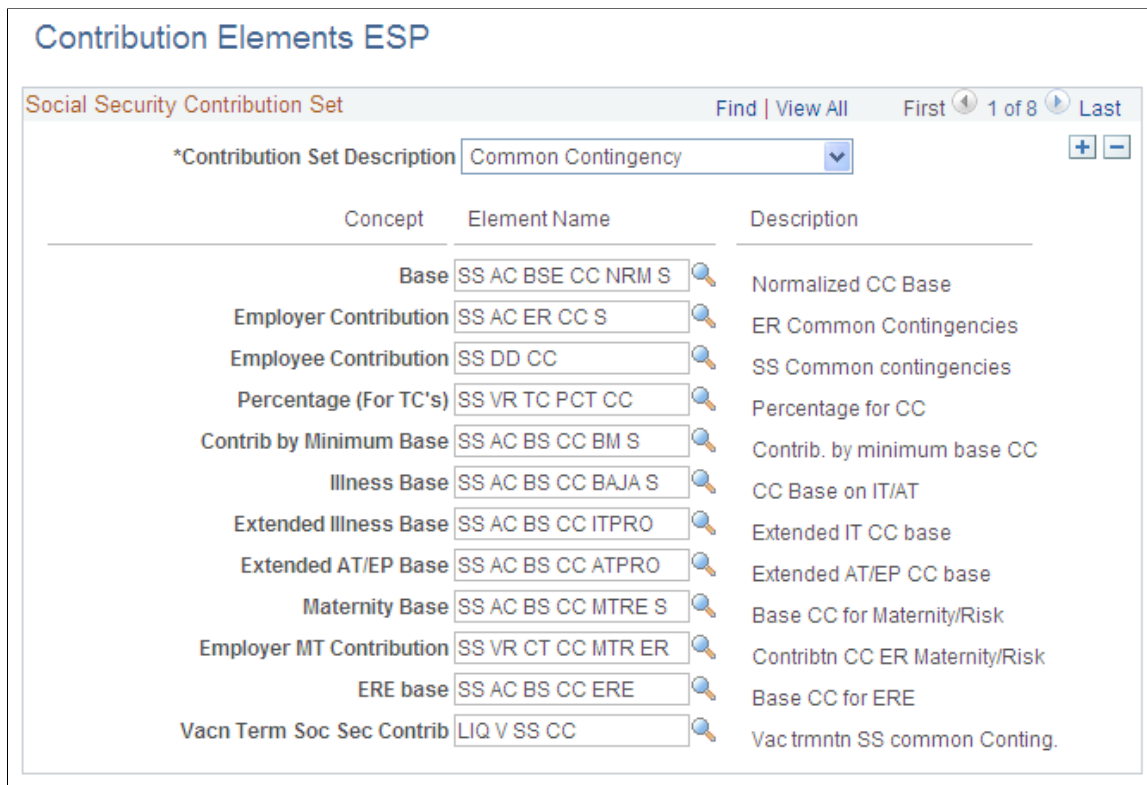 Contribution Elements ESP
Social Security Contribution Set Find | View All First 1 of 8 Last
*Contribution Set Description Common Contingency
Concept Element Name Description
Base SS AC BSE CC NRM S Normalized CC Base
Employer Contribution SS AC ER CC S ER Common Contingencies
Employee Contribution SS DD CC SS Common contingencies
Percentage (For TC's) SS VR TC PCT CC Percentage for CC
Contrib by Minimum Base SS AC BS CC BM S Contrib. by minimum base CC
Illness Base SS AC BS CC BAJA S CC Base on IT/AT
Extended Illness Base SS AC BS CC ITPRO Extended IT CC base
Extended AT/EP Base SS AC BS CC ATPRO Extended AT/EP CC base
Maternity Base SS AC BS CC MTRE S Base CC for Maternity/Risk
Employer MT Contribution SS VR CT CC MTR ER Contribtn CC ER Maternity/Risk
ERE base SS AC BS CC ERE Base CC for ERE
Vacn Term Soc Sec Contrib LIQ V SS CC Vac trmntn SS common Conting.